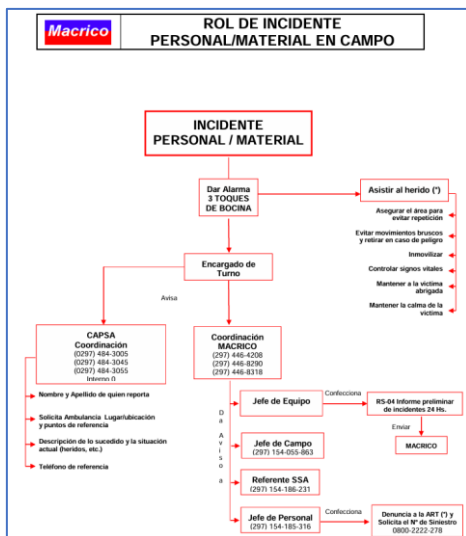 Macrico
ROL DE INCIDENTE
PERSONAL/MATERIAL EN CAMPO
INCIDENTE
PERSONAL / MATERIAL
Dar Alarma
3 TOQUES
DE BOCINA
Asistir al herido (*)
Asegurar el área para
evitar repetición
Evitar movimientos bruscos
y retirar en caso de peligro
Inmovilizar
Controlar signos vitales
Mantener a la victima
abrigada
Mantener la calma de la
victima
Encargado de
Turno
Avisa
CAPSA
Coordinación
(0297) 484-3005
(0297) 484-3045
(0297) 484-3055
Interno 0
Nombre y Apellido de quien reporta
Solicita Ambulancia Lugar/ubicación
y puntos de referencia
Descripción de lo sucedido y la situación
actual (heridos, etc.)
Teléfono de referencia
Coordinación
MACRICO
(297) 446-4208
(297) 446-8290
(297) 446-8318
Da Aviso a
Jefe de Equipo
Confecciona
RS-04 Informe preliminar
de incidentes 24 Hs.
Enviar
MACRICO
Jefe de Campo
(297) 154-055-863
Referente SSA
(297) 154-186-231
Jefe de Personal
(297) 154-185-316
Confecciona
Denuncia a la ART (*) y
Solicita el Nº de Siniestro
0800-2222-278